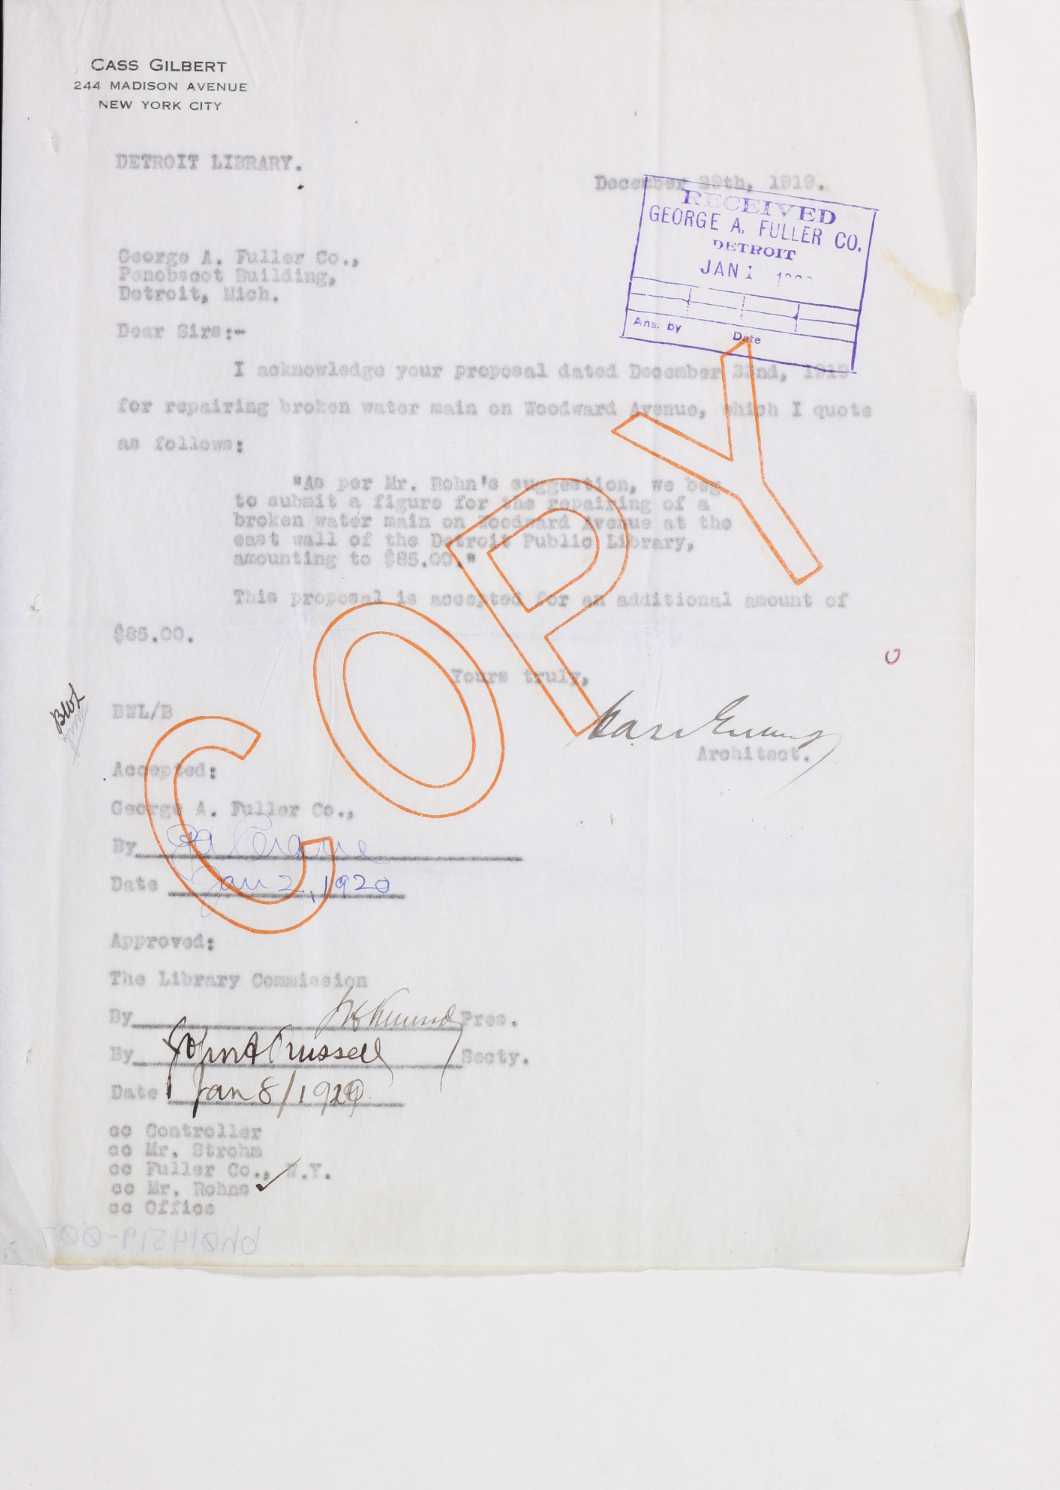 CASS GILBERT
244 MADISON AVENUE
NEW YORK CITY
DETROIT LIBRARY.
December 29th, 1919.
RECEIVED
GEORGE A. FULLER CO.
DETROIT
JAN 1
Ans. by Date
George A. Fuller Co.,
Penobscot Building,
Detroit, Mich.
Dear Sirs:-
I acknowledge your proposal dated December 22nd, 1919
for repairing broken water main on Woodward Avenue, which I quote
as follows:
"As per Mr. Rohn's suggestion, we beg
to submit a figure for the repairing of a
broken water main on Woodward Avenue at the
east wall of the Detroit Public Library,
amounting to $85.00."
This proposal is accepted for an additional amount of
$85.00.
Yours truly,
BWL
BWL/B
Cass Gilbert
Architect.
COPY
Accepted:
George A. Fuller Co.,
By
Date Jan 2, 1920
Approved:
The Library Commission
By Pres.
By John A Russell Secty.
Date Jan 8/1920
cc Controller
cc Mr. Strohm
cc Fuller Co., N.Y.
cc Mr. Rohns
cc Office